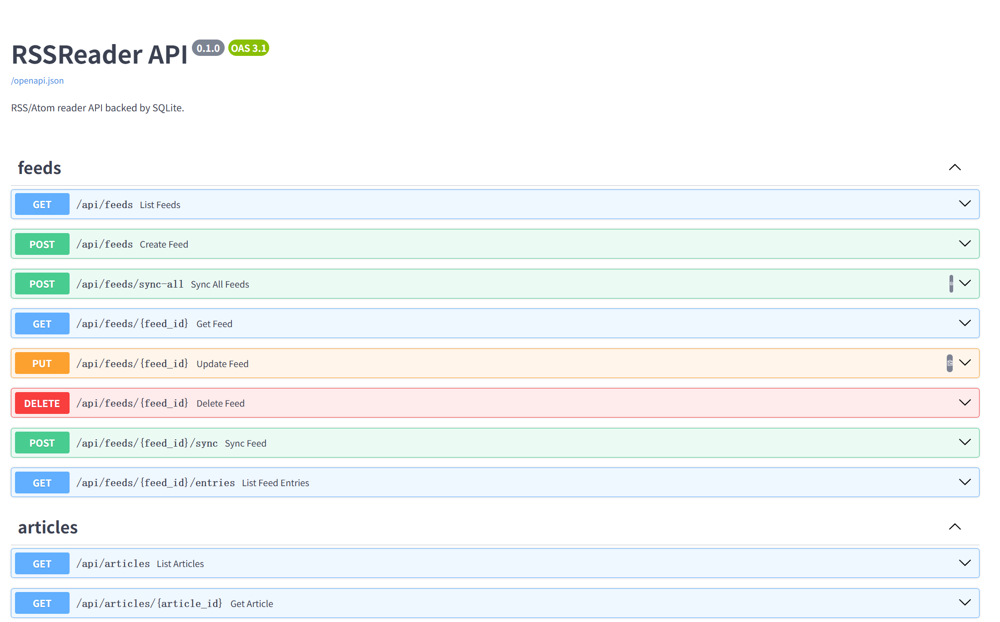 RSSReader API 0.1.0 OAS 3.1
/openapi.json
RSS/Atom reader API backed by SQLite.
feeds
GET /api/feeds List Feeds
POST /api/feeds Create Feed
POST /api/feeds/sync-all Sync All Feeds
GET /api/feeds/{feed_id} Get Feed
PUT /api/feeds/{feed_id} Update Feed
DELETE /api/feeds/{feed_id} Delete Feed
POST /api/feeds/{feed_id}/sync Sync Feed
GET /api/feeds/{feed_id}/entries List Feed Entries
articles
GET /api/articles List Articles
GET /api/articles/{article_id} Get Article